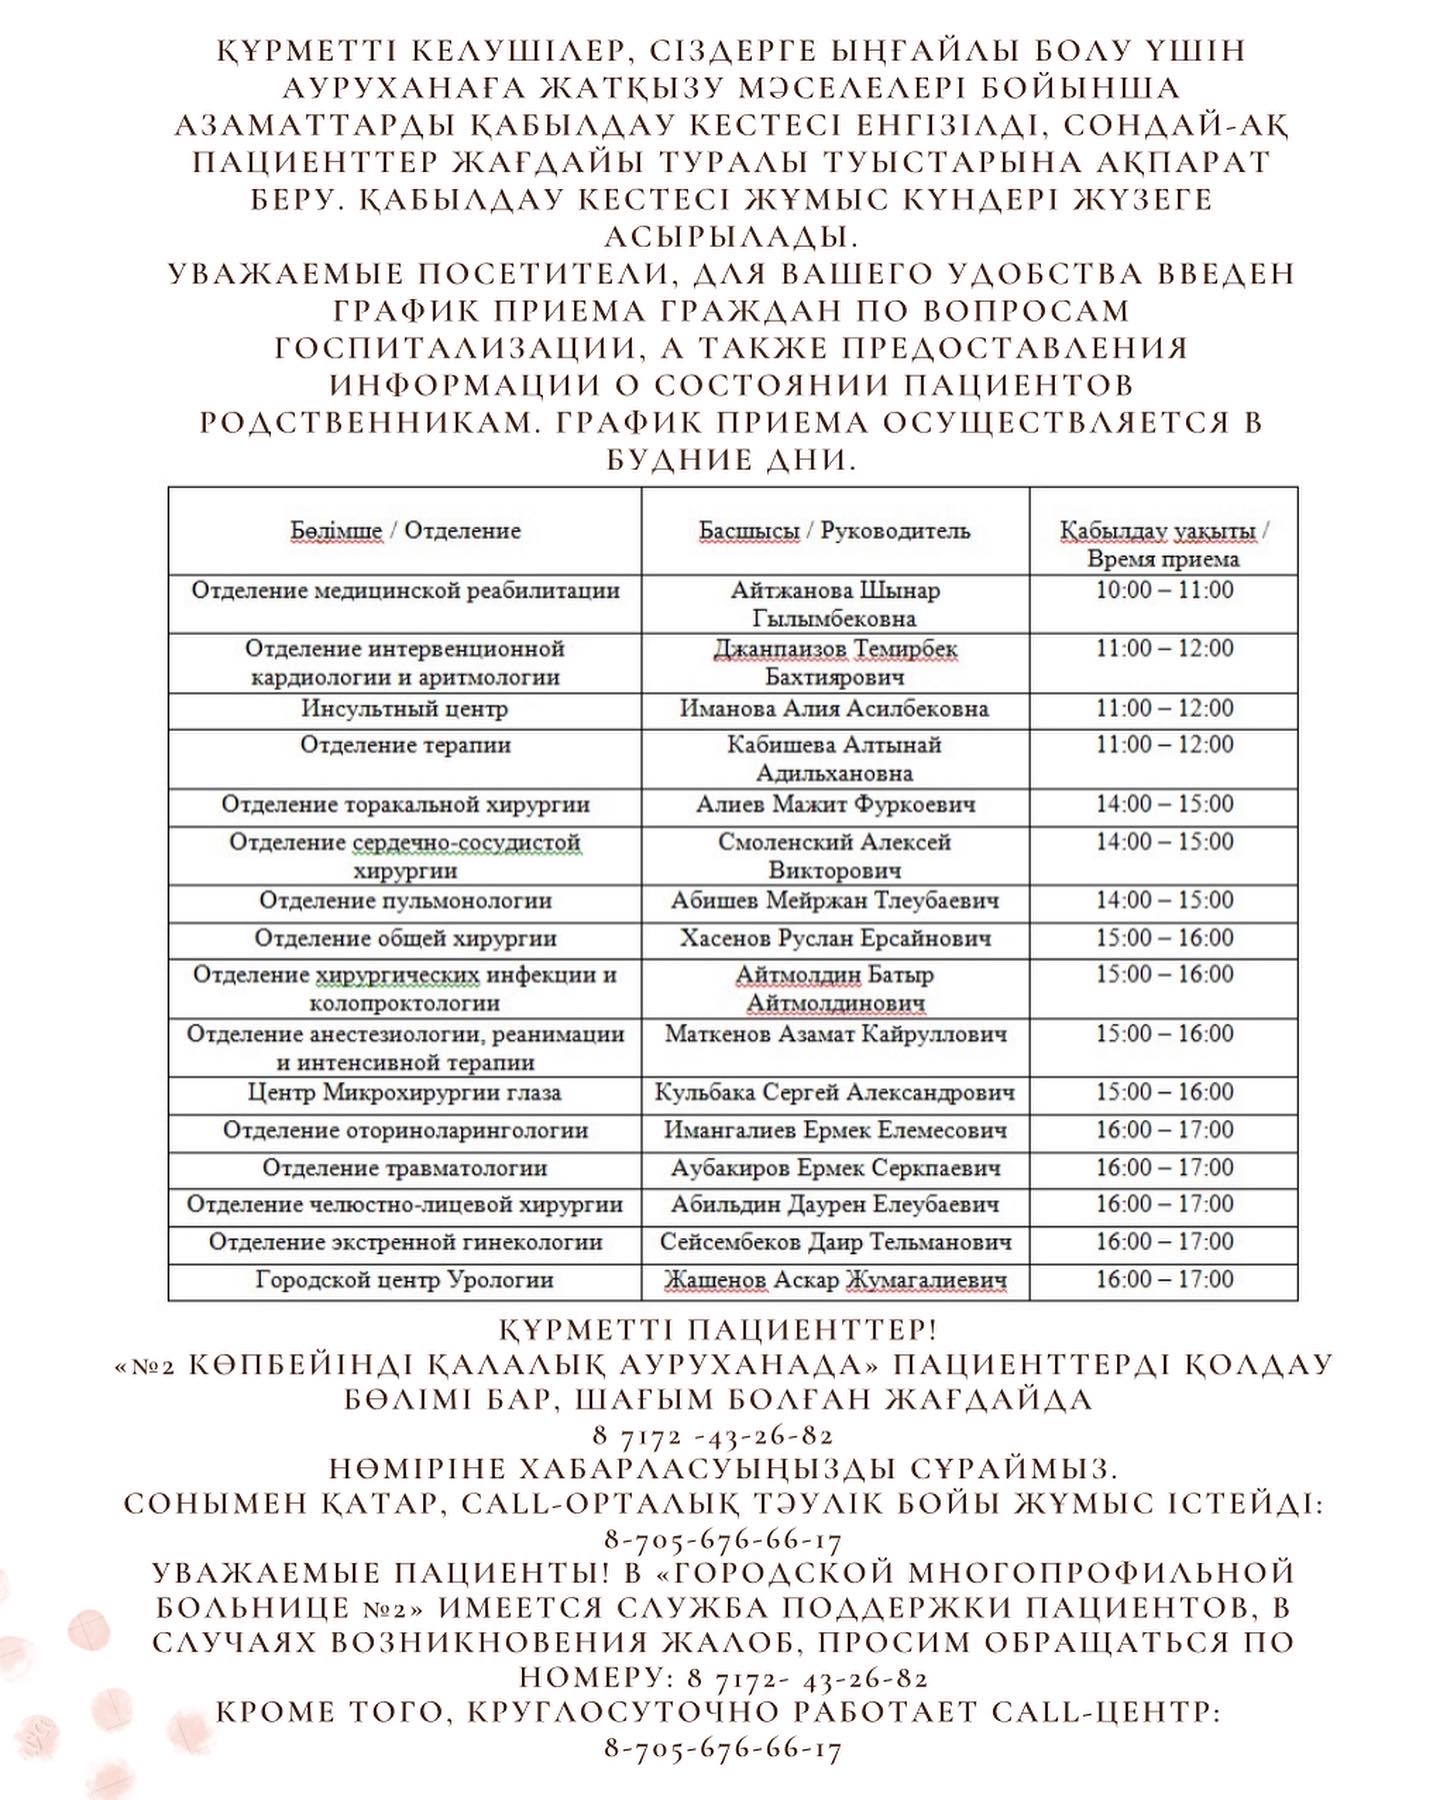 ҚҰРМЕТТІ КЕЛУШІЛЕР, СІЗДЕРГЕ ЫҢҒАЙЛЫ БОЛУ ҮШІН
АУРУХАНАҒА ЖАТҚЫЗУ МӘСЕЛЕЛЕРІ БОЙЫНША
АЗАМАТТАРДЫ ҚАБЫЛДАУ КЕСТЕСІ ЕНГІЗІЛДІ, СОНДАЙ-АҚ
ПАЦИЕНТТЕР ЖАҒДАЙЫ ТУРАЛЫ ТУЫСТАРЫНА АҚПАРАТ
БЕРУ. ҚАБЫЛДАУ КЕСТЕСІ ЖҰМЫС КҮНДЕРІ ЖҮЗЕГЕ
АСЫРЫЛАДЫ.
УВАЖАЕМЫЕ ПОСЕТИТЕЛИ, ДЛЯ ВАШЕГО УДОБСТВА ВВЕДЕН
ГРАФИК ПРИЕМА ГРАЖДАН ПО ВОПРОСАМ
ГОСПИТАЛИЗАЦИИ, А ТАКЖЕ ПРЕДОСТАВЛЕНИЯ
ИНФОРМАЦИИ О СОСТОЯНИИ ПАЦИЕНТОВ
РОДСТВЕННИКАМ. ГРАФИК ПРИЕМА ОСУЩЕСТВЛЯЕТСЯ В
БУДНИЕ ДНИ.
Бөлімше / Отделение Басшысы / Руководитель Қабылдау уақыты /
Время приема
Отделение медицинской реабилитации Айтжанова Шынар 10:00 – 11:00
Гылымбековна
Отделение интервенционной Джанпаизов Темирбек 11:00 – 12:00
кардиологии и аритмологии Бахтиярович
Инсультный центр Иманова Алия Асилбековна 11:00 – 12:00
Отделение терапии Кабишева Алтынай 11:00 – 12:00
Адильхановна
Отделение торакальной хирургии Алиев Мажит Фуркоевич 14:00 – 15:00
Отделение сердечно-сосудистой Смоленский Алексей 14:00 – 15:00
хирургии Викторович
Отделение пульмонологии Абишев Мейржан Тлеубаевич 14:00 – 15:00
Отделение общей хирургии Хасенов Руслан Ерсайнович 15:00 – 16:00
Отделение хирургических инфекции и Айтмолдин Батыр 15:00 – 16:00
колопроктологии Айтмолдинович
Отделение анестезиологии, реанимации Маткенов Азамат Кайруллович 15:00 – 16:00
и интенсивной терапии
Центр Микрохирургии глаза Кульбака Сергей Александрович 15:00 – 16:00
Отделение оториноларингологии Имангалиев Ермек Елемесович 16:00 – 17:00
Отделение травматологии Аубакиров Ермек Серкпаевич 16:00 – 17:00
Отделение челюстно-лицевой хирургии Абильдин Даурен Елеубаевич 16:00 – 17:00
Отделение экстренной гинекологии Сейсембеков Даир Тельманович 16:00 – 17:00
Городской центр Урологии Жашенов Аскар Жумагалиевич 16:00 – 17:00
ҚҰРМЕТТІ ПАЦИЕНТТЕР!
«№2 КӨПБЕЙІНДІ ҚАЛАЛЫҚ АУРУХАНАДА» ПАЦИЕНТТЕРДІ ҚОЛДАУ
БӨЛІМІ БАР, ШАҒЫМ БОЛҒАН ЖАҒДАЙДА
8 7172 -43-26-82
НӨМІРІНЕ ХАБАРЛАСУЫҢЫЗДЫ СҰРАЙМЫЗ.
СОНЫМЕН ҚАТАР, CALL-ОРТАЛЫҚ ТӘУЛІК БОЙЫ ЖҰМЫС ІСТЕЙДІ:
8-705-676-66-17
УВАЖАЕМЫЕ ПАЦИЕНТЫ! В «ГОРОДСКОЙ МНОГОПРОФИЛЬНОЙ
БОЛЬНИЦЕ №2» ИМЕЕТСЯ СЛУЖБА ПОДДЕРЖКИ ПАЦИЕНТОВ, В
СЛУЧАЯХ ВОЗНИКНОВЕНИЯ ЖАЛОБ, ПРОСИМ ОБРАЩАТЬСЯ ПО
НОМЕРУ: 8 7172- 43-26-82
КРОМЕ ТОГО, КРУГЛОСУТОЧНО РАБОТАЕТ CALL-ЦЕНТР:
8-705-676-66-17